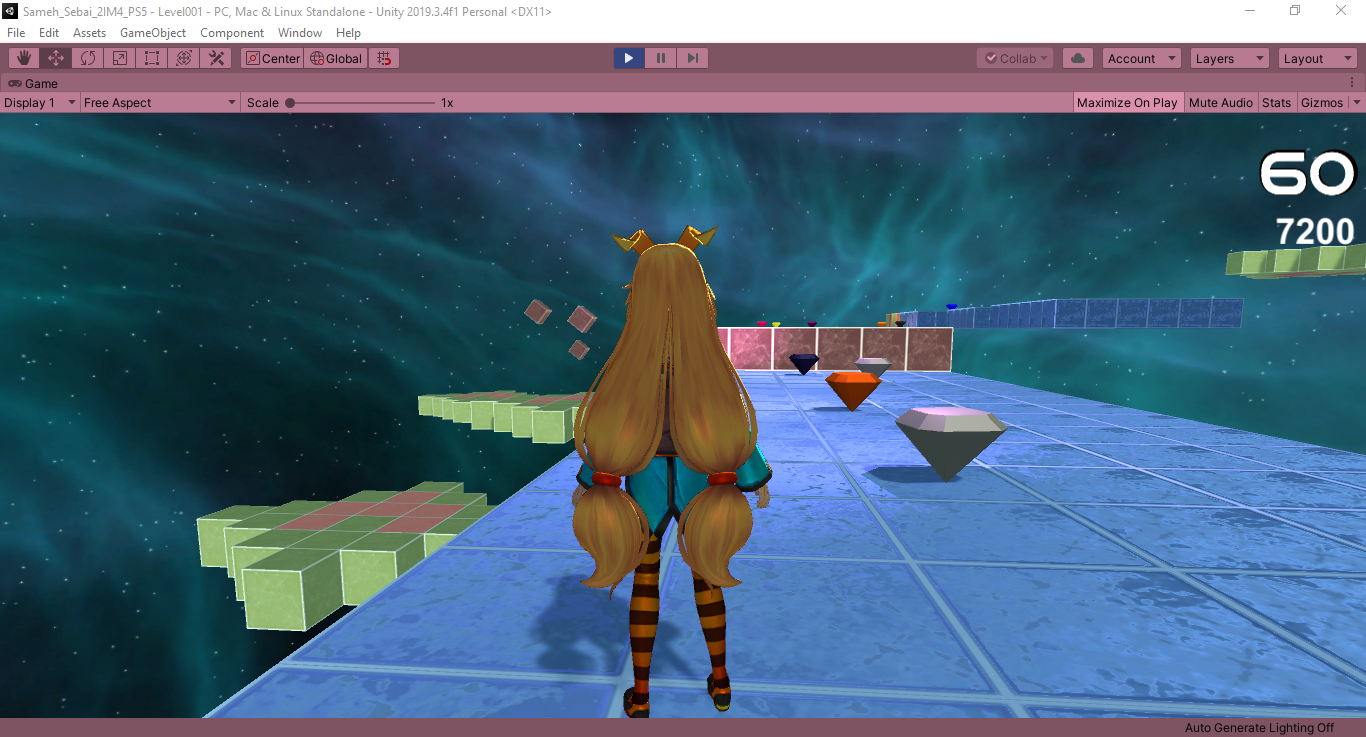 Sameh_Sebai_2IM4_PS5 - Level001 - PC, Mac & Linux Standalone - Unity 2019.3.4f1 Personal <DX11>
File Edit Assets GameObject Component Window Help
Center Global Collab Account Layers Layout
Game
Display 1 Free Aspect Scale 1x Maximize On Play Mute Audio Stats Gizmos
60
7200
Auto Generate Lighting Off